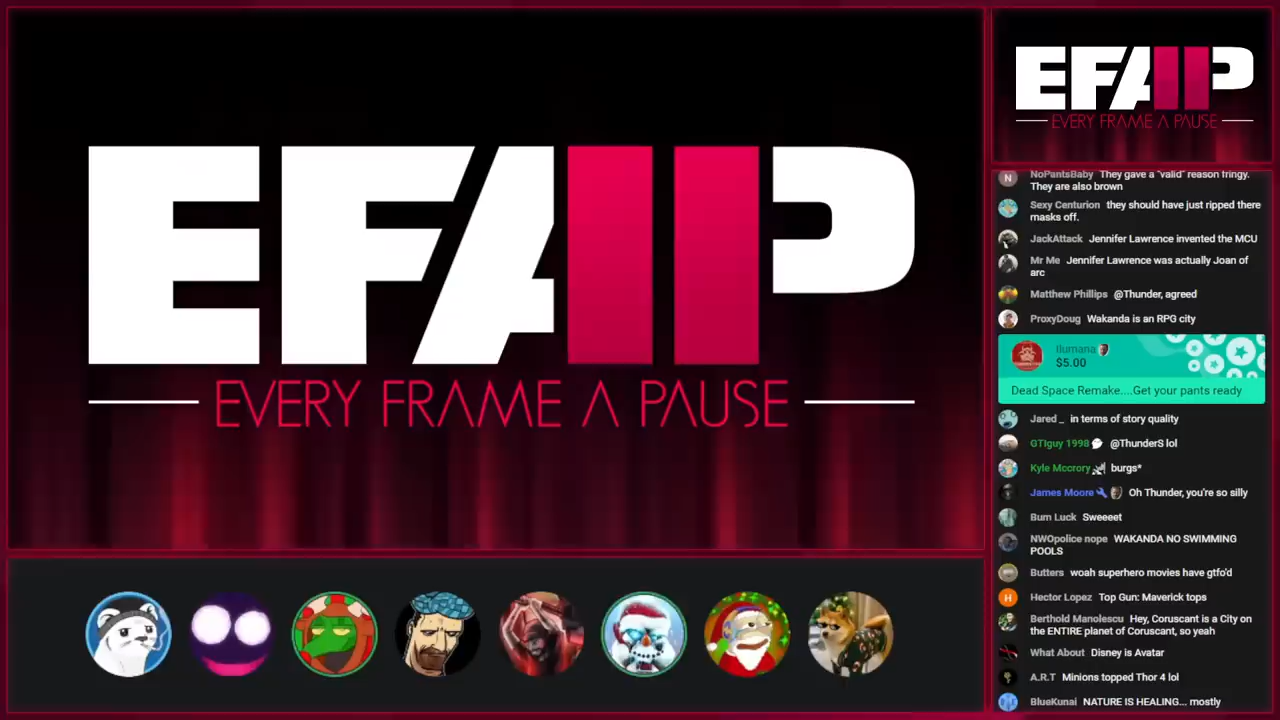 EFAP
EVERY FRAME A PAUSE
EFAP
EVERY FRAME A PAUSE
N NoPantsBaby They gave a "valid" reason fringy.
They are also brown
Sexy Centurion they should have just ripped there
masks off.
JackAttack Jennifer Lawrence invented the MCU
Mr Me Jennifer Lawrence was actually Joan of
arc
Matthew Phillips @Thunder, agreed
ProxyDoug Wakanda is an RPG city
Ilumana
$5.00
Dead Space Remake....Get your pants ready
Jared _ in terms of story quality
GTIguy 1998 @ThunderS lol
Kyle Mccrory burgs*
James Moore Oh Thunder, you're so silly
Bum Luck Sweeeet
NWOpolice nope WAKANDA NO SWIMMING
POOLS
Butters woah superhero movies have gtfo'd
H Hector Lopez Top Gun: Maverick tops
Berthold Manolescu Hey, Coruscant is a City on
the ENTIRE planet of Coruscant, so yeah
What About Disney is Avatar
A.R.T Minions topped Thor 4 lol
BlueKunai NATURE IS HEALING... mostly